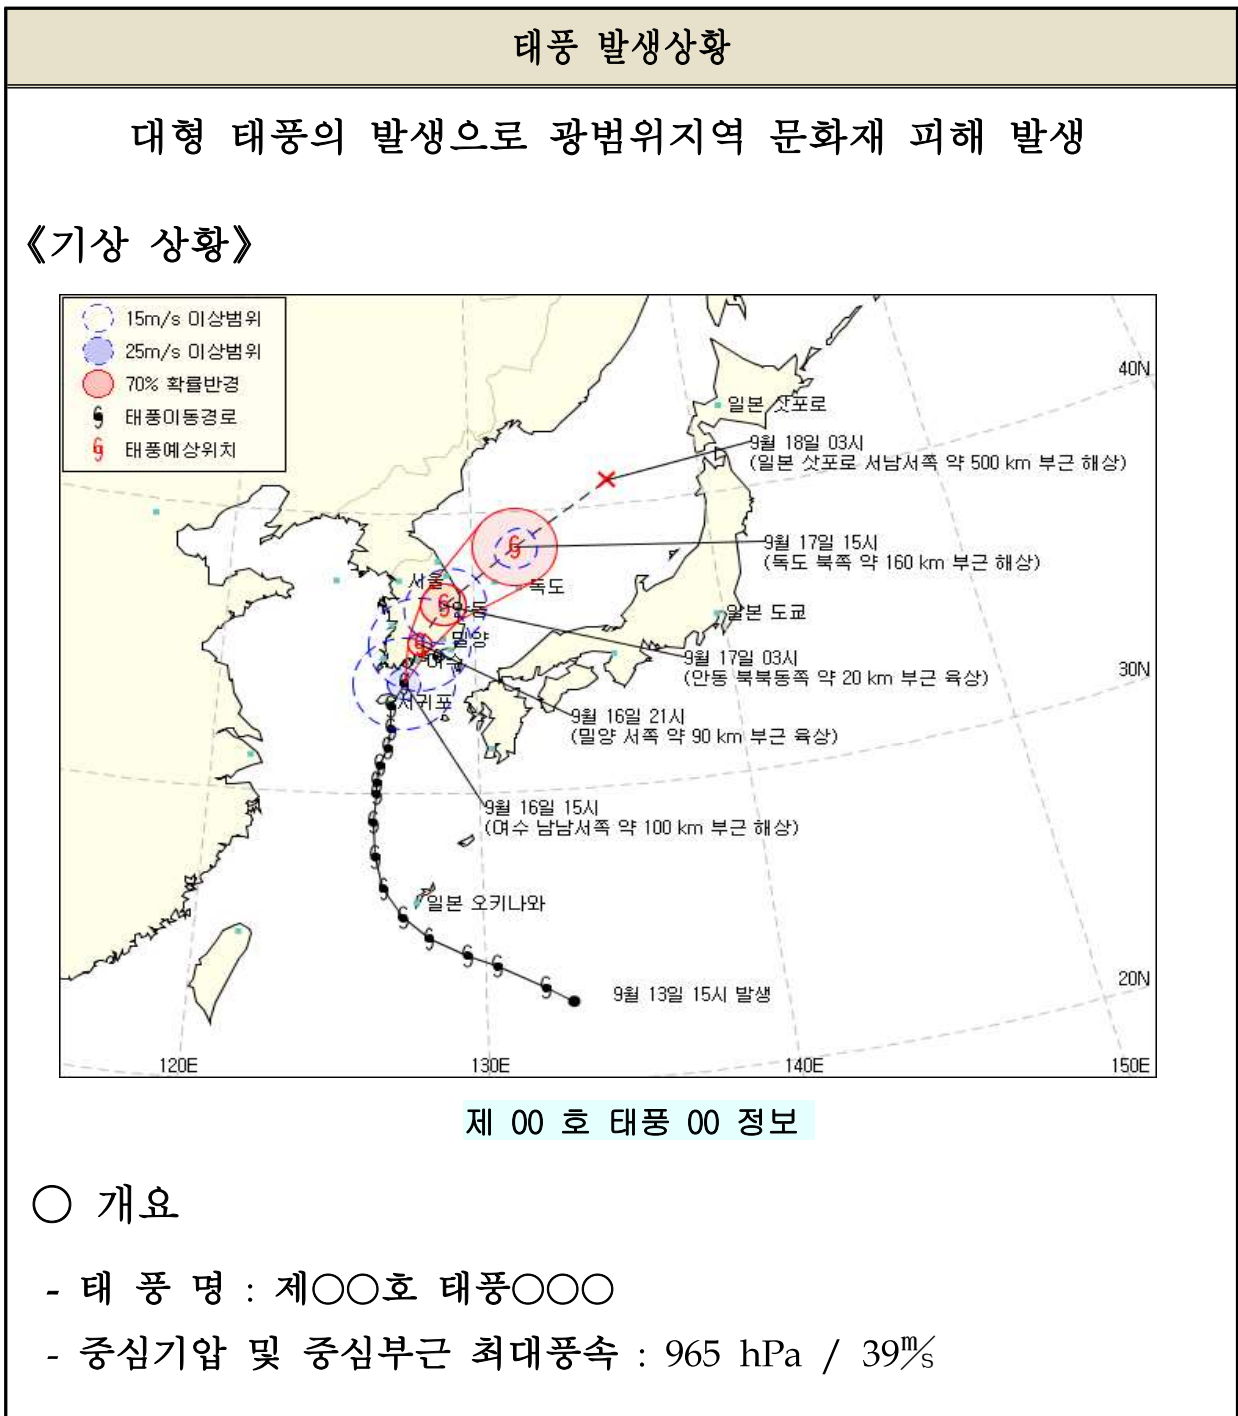 태풍 발생상황
대형 태풍의 발생으로 광범위지역 문화재 피해 발생
《기상 상황》
15m/s 이상범위
25m/s 이상범위
70% 확률반경
태풍이동경로
태풍예상위치
40N
일본 삿포로
9월 18일 03시
(일본 삿포로 서남서쪽 약 500 km 부근 해상)
9월 17일 15시
(독도 북쪽 약 160 km 부근 해상)
서울
독도
안동
일본 도쿄
밀양
여수
9월 17일 03시
(안동 북북동쪽 약 20 km 부근 육상)
30N
서귀포
9월 16일 21시
(밀양 서쪽 약 90 km 부근 육상)
9월 16일 15시
(여수 남남서쪽 약 100 km 부근 해상)
일본 오키나와
9월 13일 15시 발생
20N
120E
130E
140E
150E
제 00 호 태풍 00 정보
○ 개요
- 태 풍 명 : 제○○호 태풍○○○
- 중심기압 및 중심부근 최대풍속 : 965 hPa / 39㎧